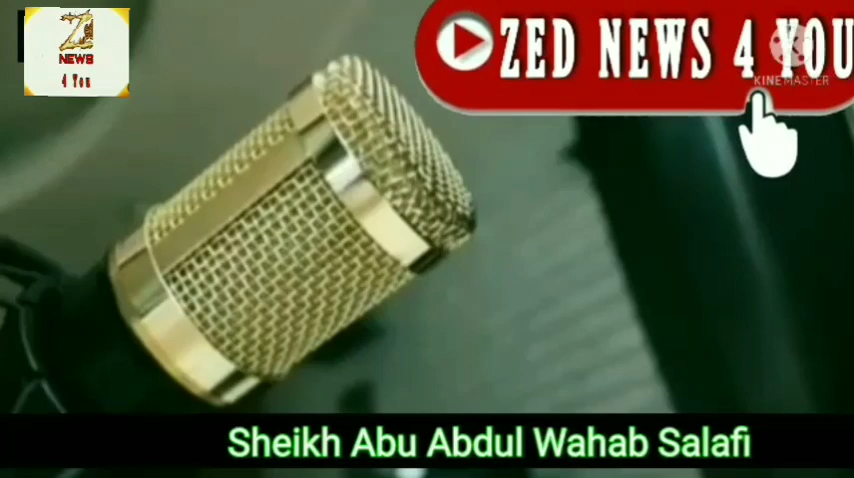 Z
NEWS
4 You
ZED NEWS 4 YOU
KINEMASTER
Sheikh Abu Abdul Wahab Salafi